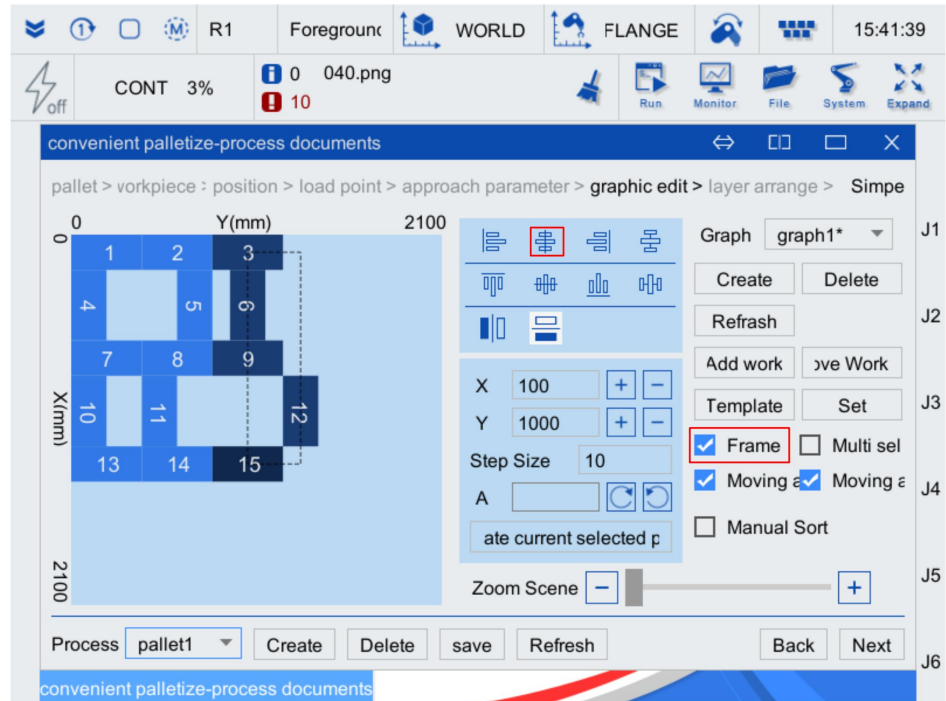 1 M R1 Foregroun WORLD FLANGE 15:41:39
off CONT 3% i 0 040.png
! 10
Run Monitor File System Expand
convenient palletize-process documents
pallet > vorkpiece : position > load point > approach parameter > graphic edit > layer arrange > Simpe
0 Y(mm) 2100
0
1 2 3
4 5 6
7 8 9
X(mm)
10 11 12
13 14 15
2100
Graph graph1*
Create Delete
Refrash
Add work ove Work
Template Set
Frame Multi sel
Moving a Moving a
Manual Sort
X 100 + −
Y 1000 + −
Step Size 10
A
ate current selected p
Zoom Scene − +
J1
J2
J3
J4
J5
J6
Process pallet1 Create Delete save Refresh Back Next
convenient palletize-process documents